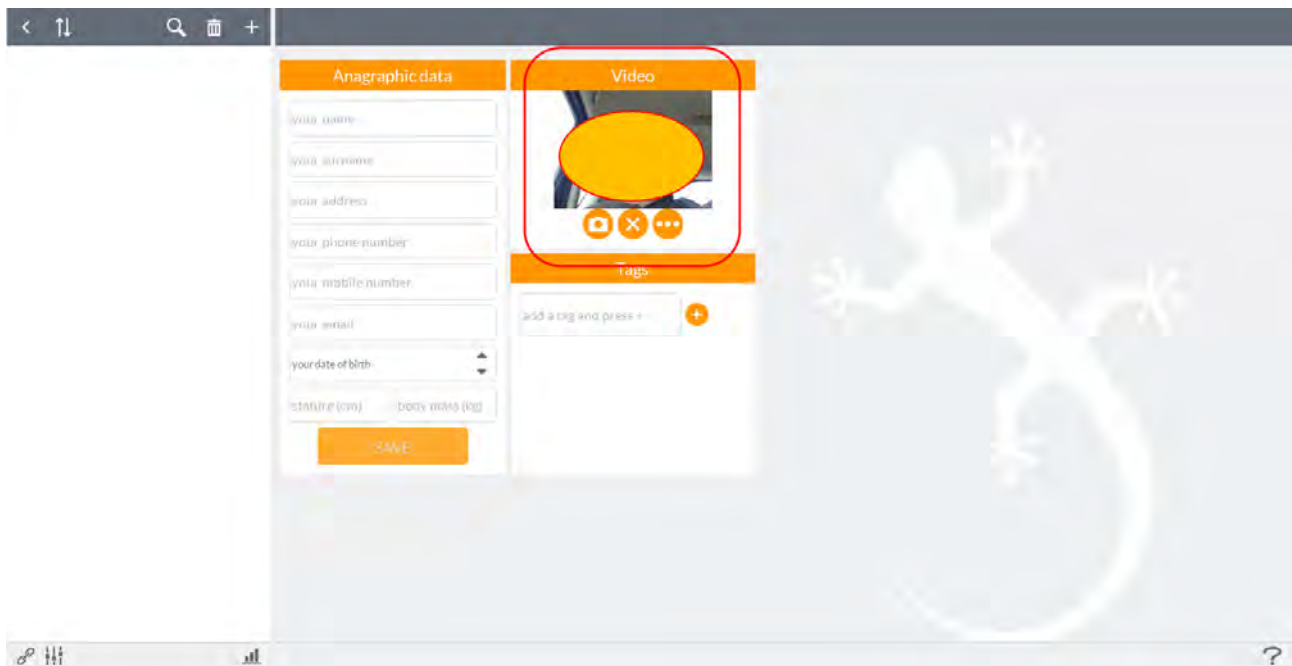 Anagraphic data
your name
your surname
your address
your phone number
your mobile number
your email
your date of birth
stature (cm)
body mass (kg)
SAVE
Video
Tags
add a tag and press +